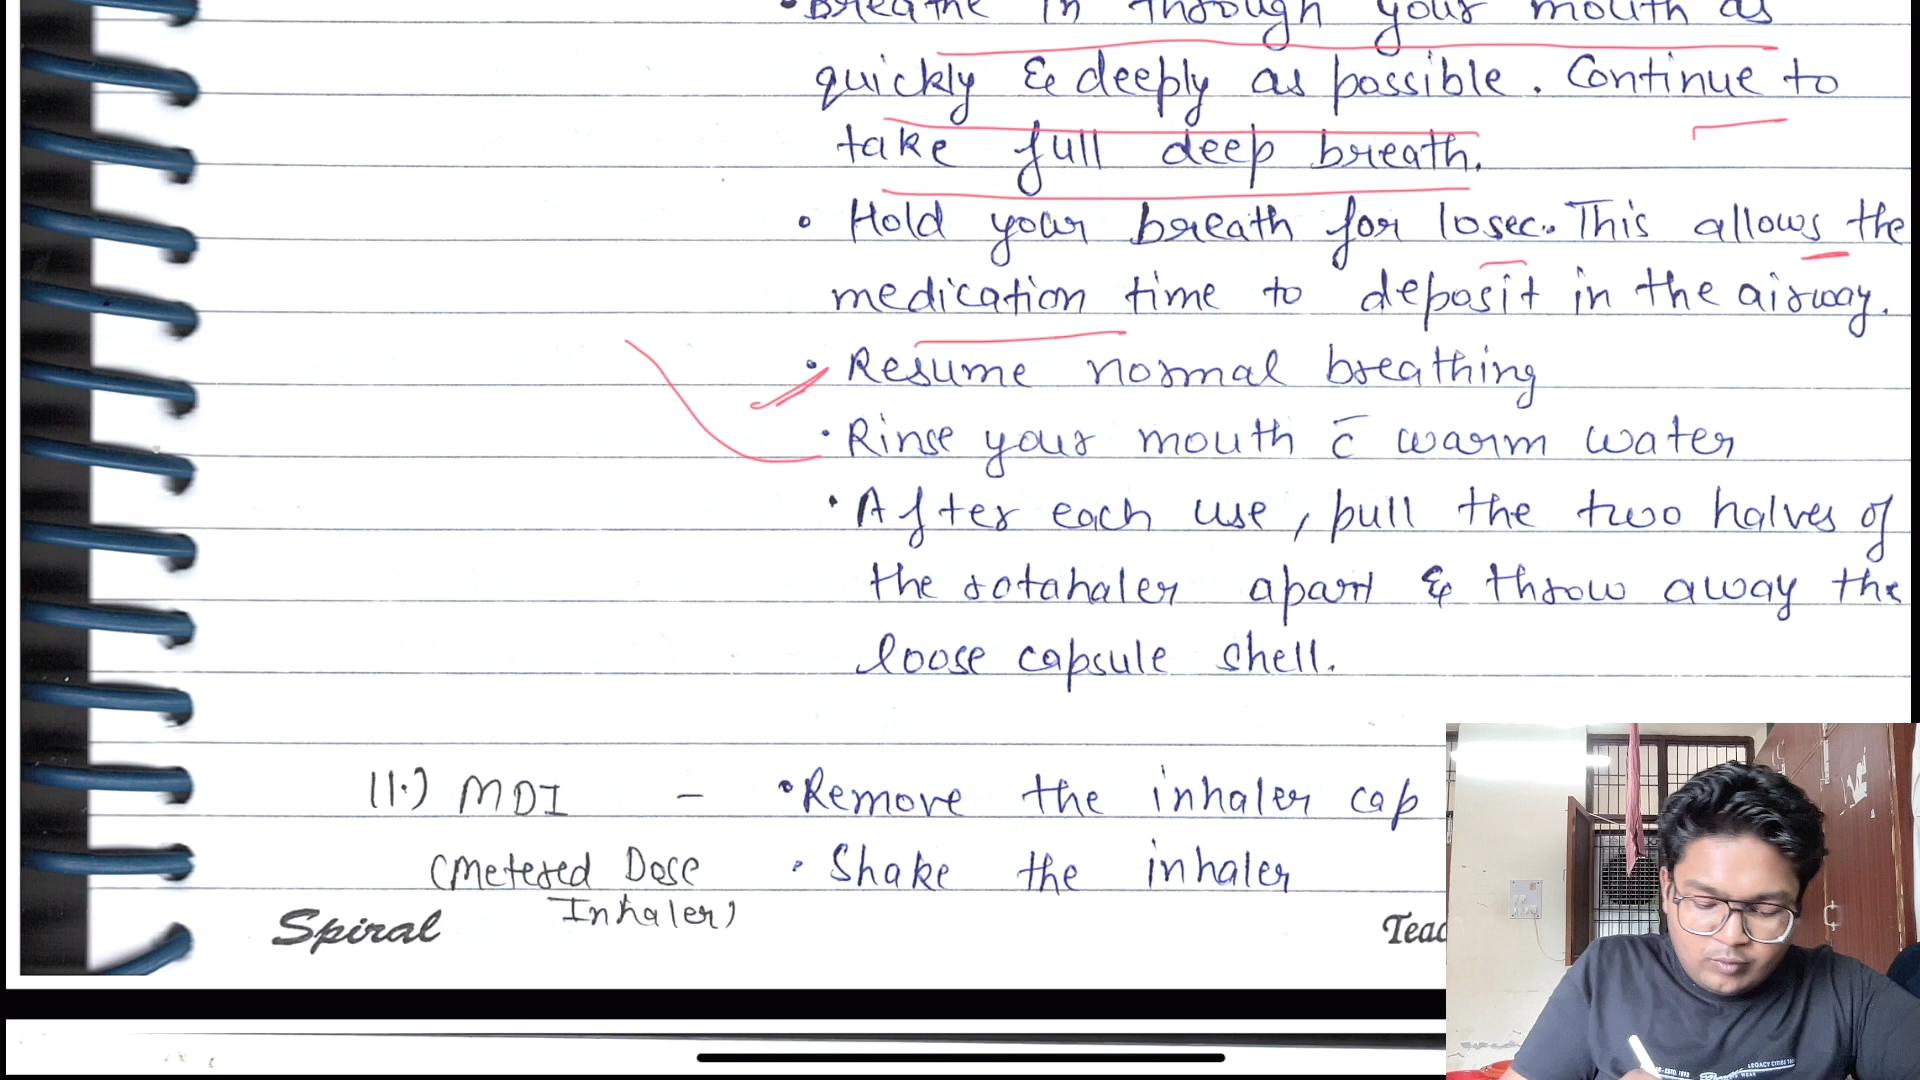 • Breathe in through your mouth as
quickly & deeply as possible. Continue to
take full deep breath.
• Hold your breath for 10sec. This allows the
medication time to deposit in the airway.
• Resume normal breathing
• Rinse your mouth c̄ warm water
• After each use, pull the two halves of
the rotahaler apart & throw away the
loose capsule shell.
11.) MDI – • Remove the inhaler cap
(Metered Dose • Shake the inhaler
Inhaler)
Spiral
LEGACY CITIES